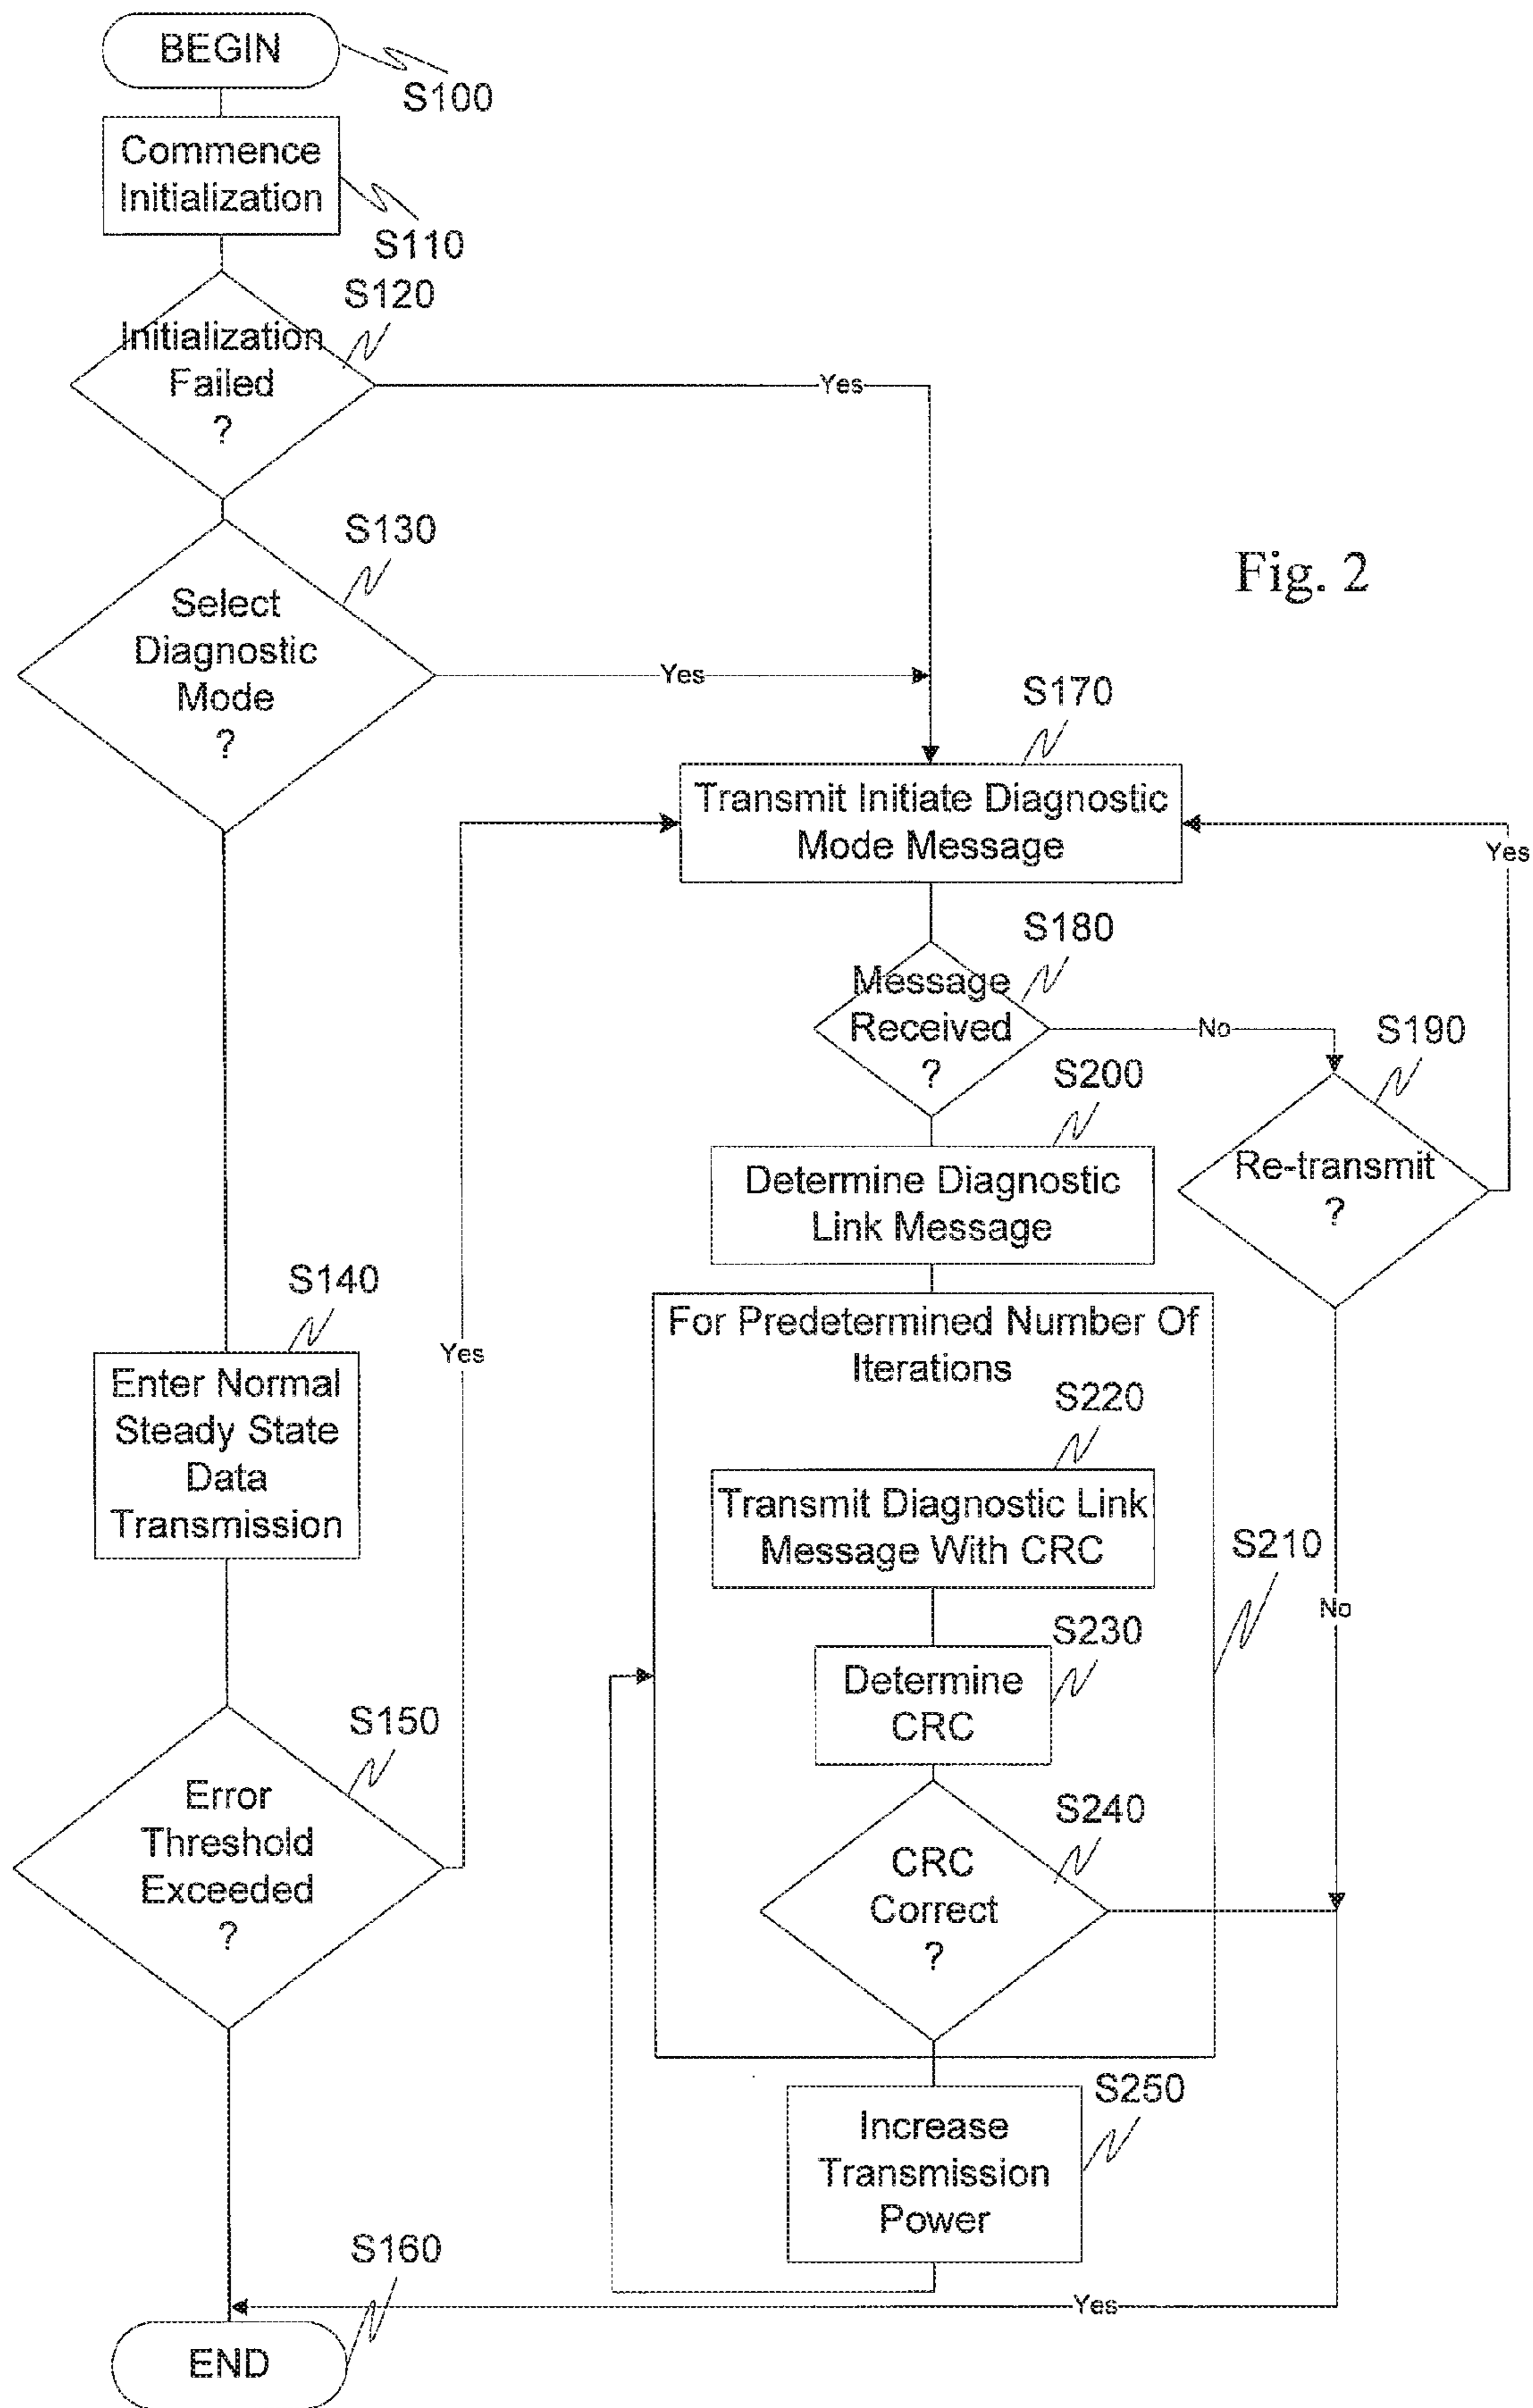 BEGIN
S100
Commence
Initialization
S110
S120
Initialization
Failed
?
Yes
S130
Select
Diagnostic
Mode
?
Yes
Fig. 2
S170
Transmit Initiate Diagnostic
Mode Message
Yes
S180
Message
Received
?
No
S190
Re-transmit
?
S200
Determine Diagnostic
Link Message
S140
Enter Normal
Steady State
Data
Transmission
Yes
For Predetermined Number Of
Iterations
S220
Transmit Diagnostic Link
Message With CRC
S210
No
S230
Determine
CRC
S150
Error
Threshold
Exceeded
?
S240
CRC
Correct
?
S250
Increase
Transmission
Power
S160
Yes
END